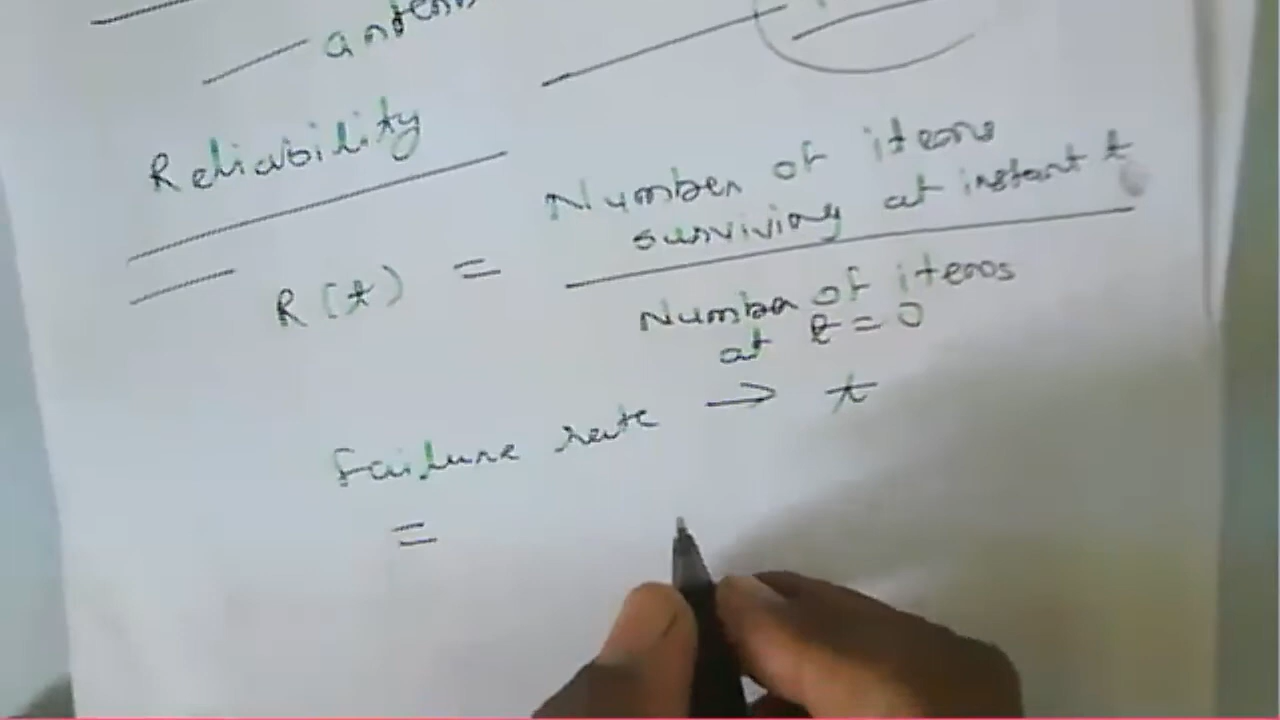 Reliability
R(t) =
Number of items
surviving at instant t
Number of items
at t = 0
Failure rate → t
=